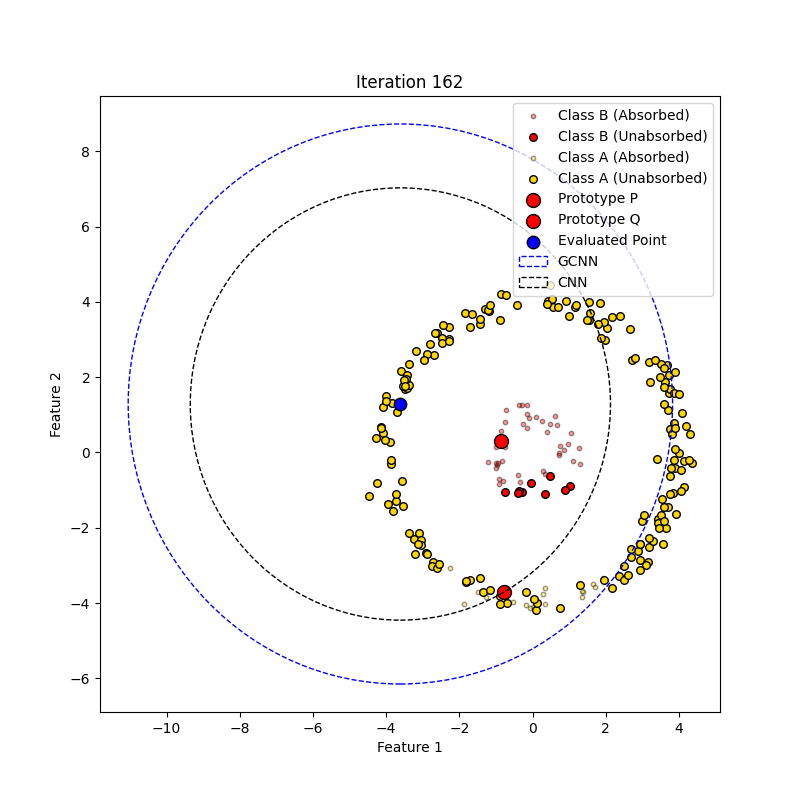 Iteration 162
Class B (Absorbed)
Class B (Unabsorbed)
Class A (Absorbed)
Class A (Unabsorbed)
Prototype P
Prototype Q
Evaluated Point
GCNN
CNN
8
6
4
2
0
−2
−4
−6
Feature 2
−10
−8
−6
−4
−2
0
2
4
Feature 1